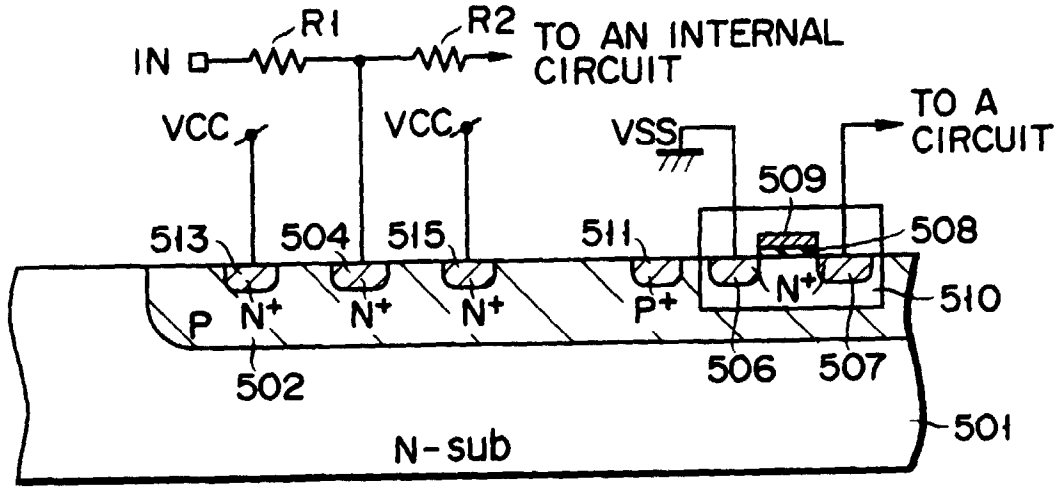 R1
R2
IN
TO AN INTERNAL
CIRCUIT
VCC
VCC
VSS
TO A
CIRCUIT
509
513
504
515
511
508
P
N+
N+
N+
P+
N+
510
502
506
507
501
N-sub